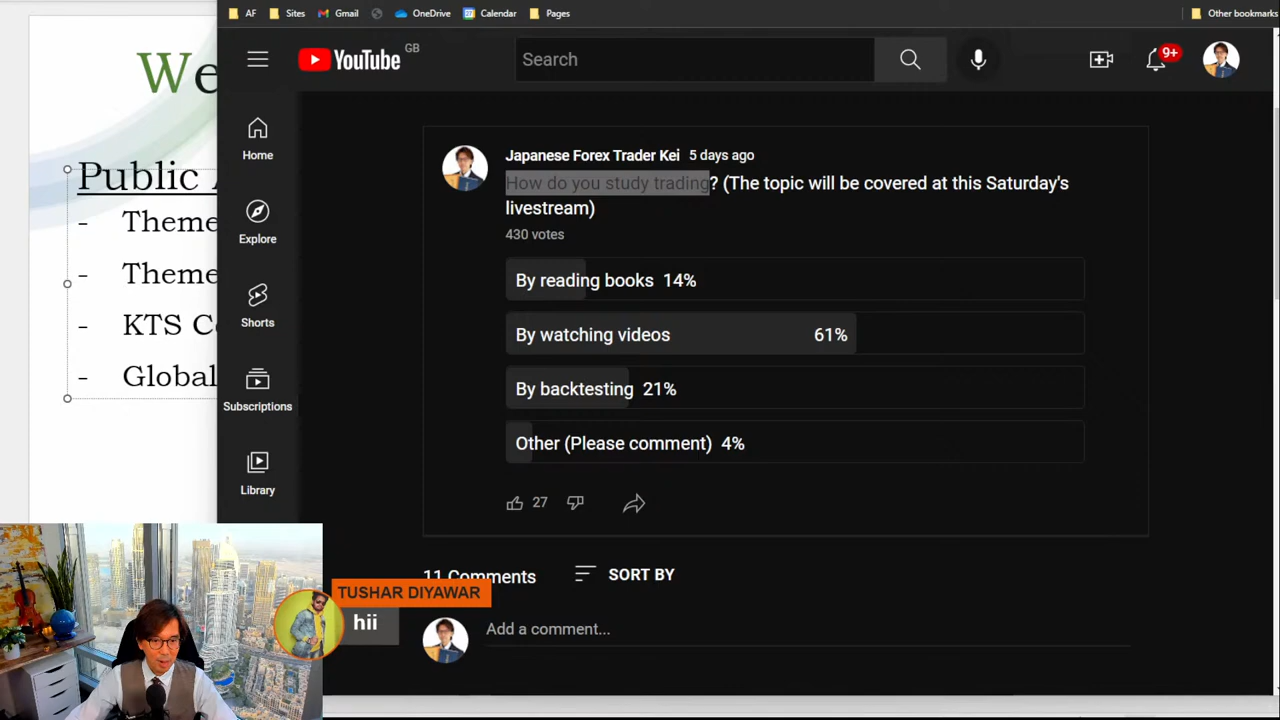 AF
Sites
Gmail
OneDrive
Calendar
Pages
Other bookmarks
YouTube GB
Search
9+
Home
Explore
Shorts
Subscriptions
Library
We
Public A
- Theme
- Theme
- KTS Co
- Global
Japanese Forex Trader Kei 5 days ago
How do you study trading? (The topic will be covered at this Saturday's
livestream)
430 votes
By reading books 14%
By watching videos 61%
By backtesting 21%
Other (Please comment) 4%
27
11 Comments
SORT BY
TUSHAR DIYAWAR
hii
Add a comment...